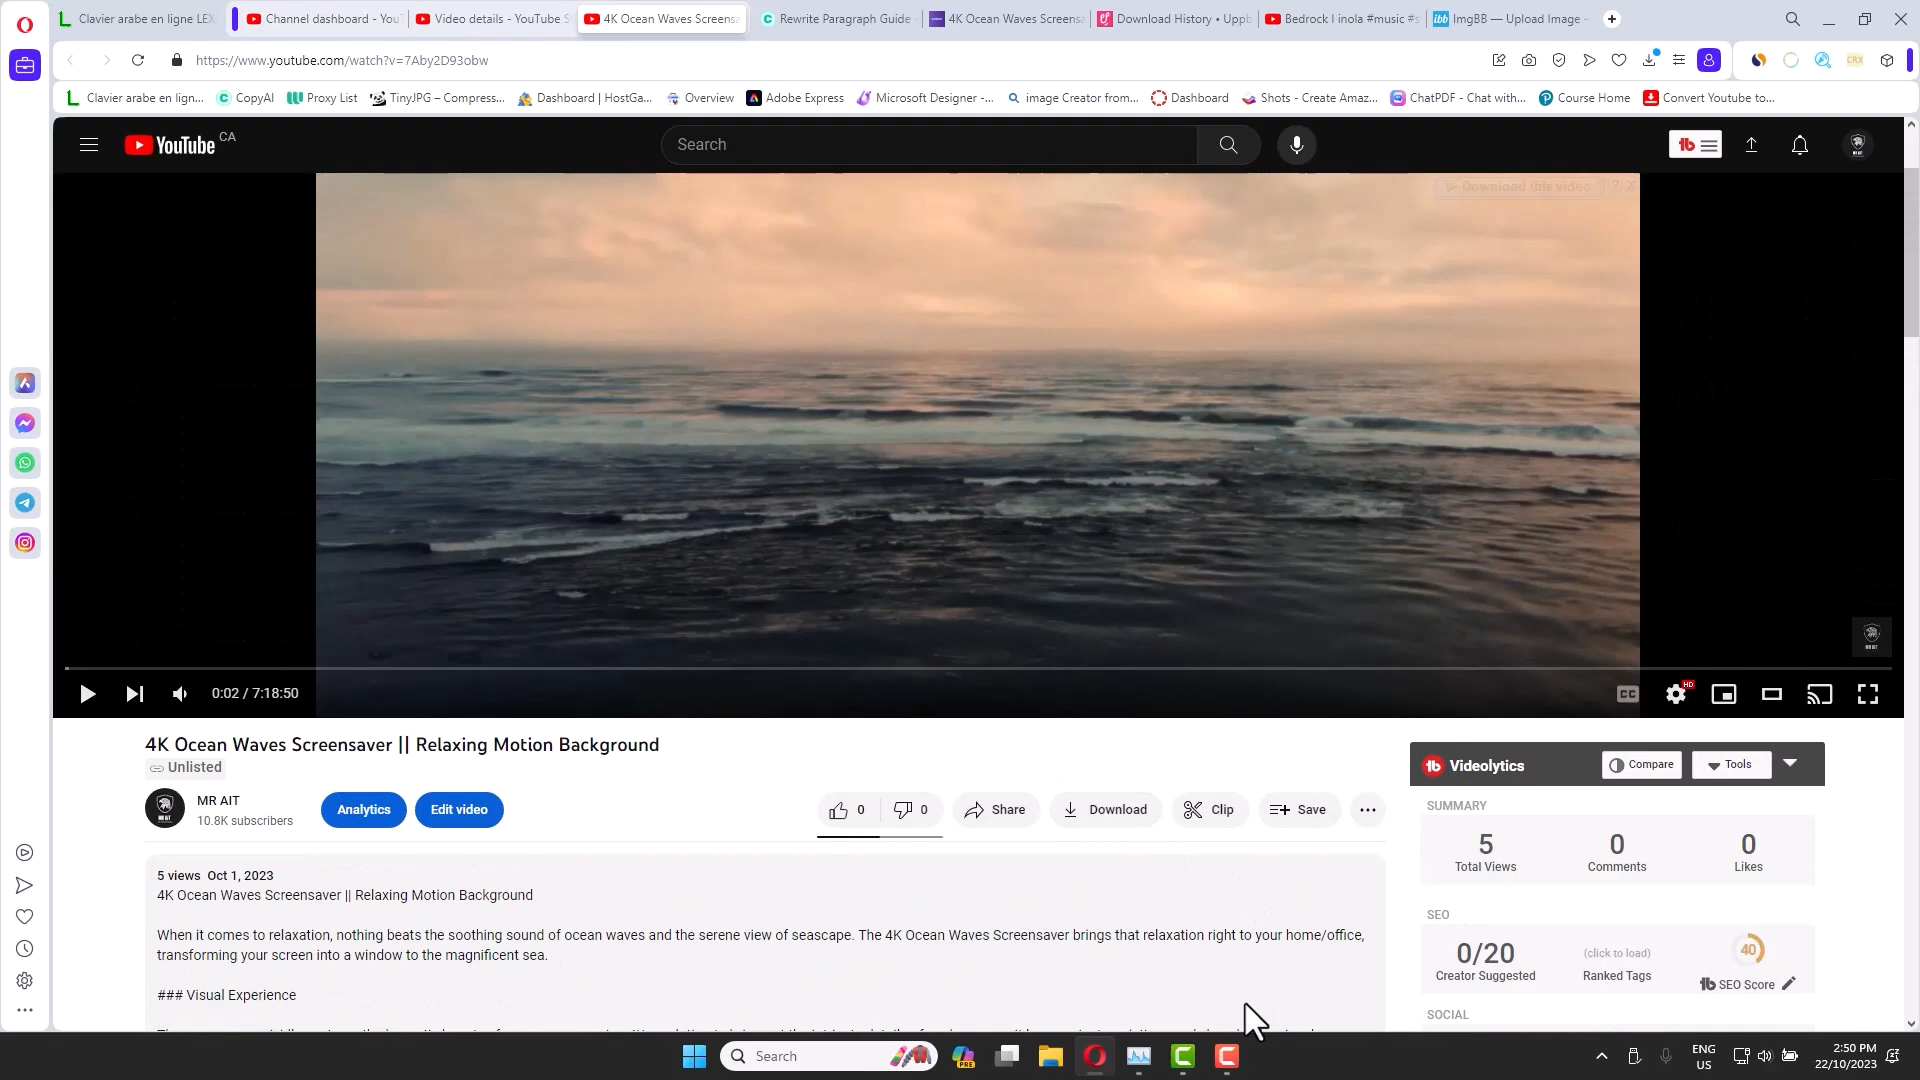 Clavier arabe en ligne LEX
Channel dashboard - You
Video details - YouTube S
4K Ocean Waves Screensa
Rewrite Paragraph Guide -
4K Ocean Waves Screens
Download History • Uppb
Bedrock I inola #music #s
ImgBB — Upload Image -
https://www.youtube.com/watch?v=7Aby2D93obw
CRX
Clavier arabe en lign...
CopyAI
Proxy List
TinyJPG – Compress...
Dashboard | HostGa...
Overview
Adobe Express
Microsoft Designer -...
image Creator from...
Dashboard
Shots - Create Amaz...
ChatPDF - Chat with...
Course Home
Convert Youtube to...
YouTube CA
Search
Download this video
0:02 / 7:18:50
CC
HD
4K Ocean Waves Screensaver || Relaxing Motion Background
Unlisted
MR AIT
10.8K subscribers
Analytics
Edit video
0
0
Share
Download
Clip
Save
5 views Oct 1, 2023
4K Ocean Waves Screensaver || Relaxing Motion Background
When it comes to relaxation, nothing beats the soothing sound of ocean waves and the serene view of seascape. The 4K Ocean Waves Screensaver brings that relaxation right to your home/office,
transforming your screen into a window to the magnificent sea.
### Visual Experience
Videolytics
Compare
Tools
SUMMARY
5
Total Views
0
Comments
0
Likes
SEO
0/20
Creator Suggested
(click to load)
Ranked Tags
40
SEO Score
SOCIAL
Search
PRE
ENG
US
2:50 PM
22/10/2023